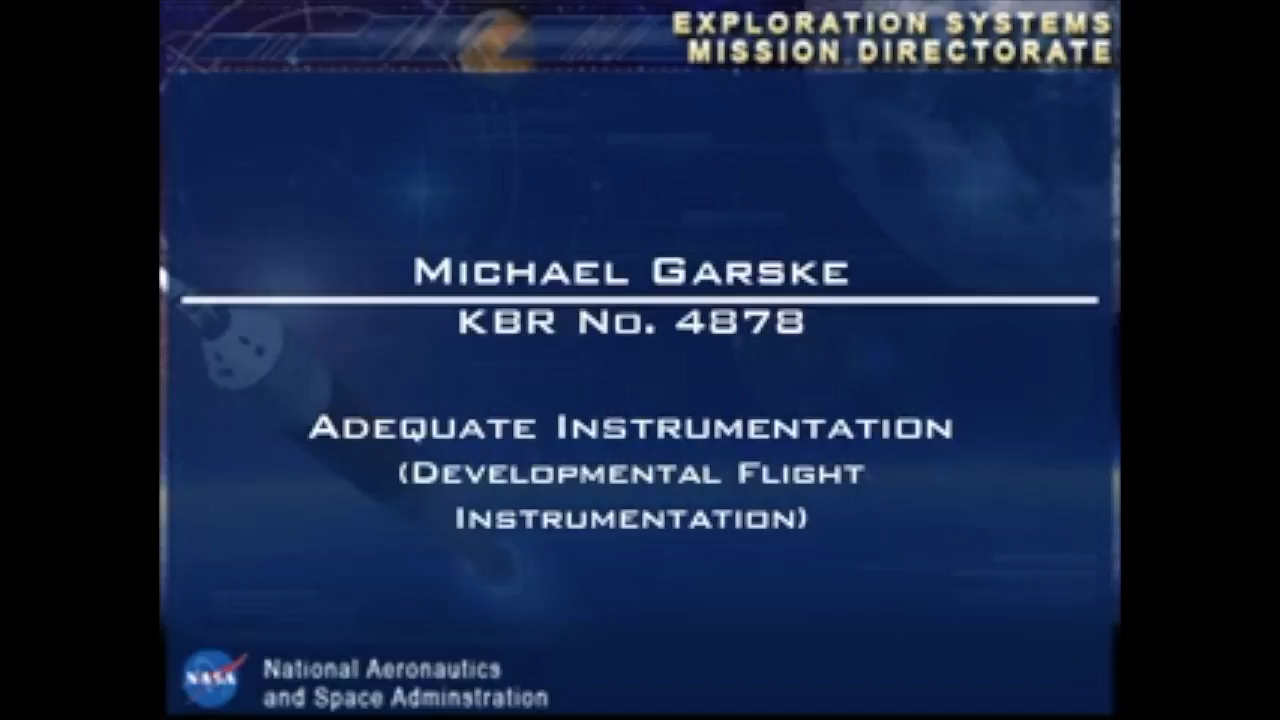 EXPLORATION SYSTEMS
MISSION DIRECTORATE
MICHAEL GARSKE
KBR NO. 4878
ADEQUATE INSTRUMENTATION
(DEVELOPMENTAL FLIGHT
INSTRUMENTATION)
NASA
National Aeronautics
and Space Adminstration